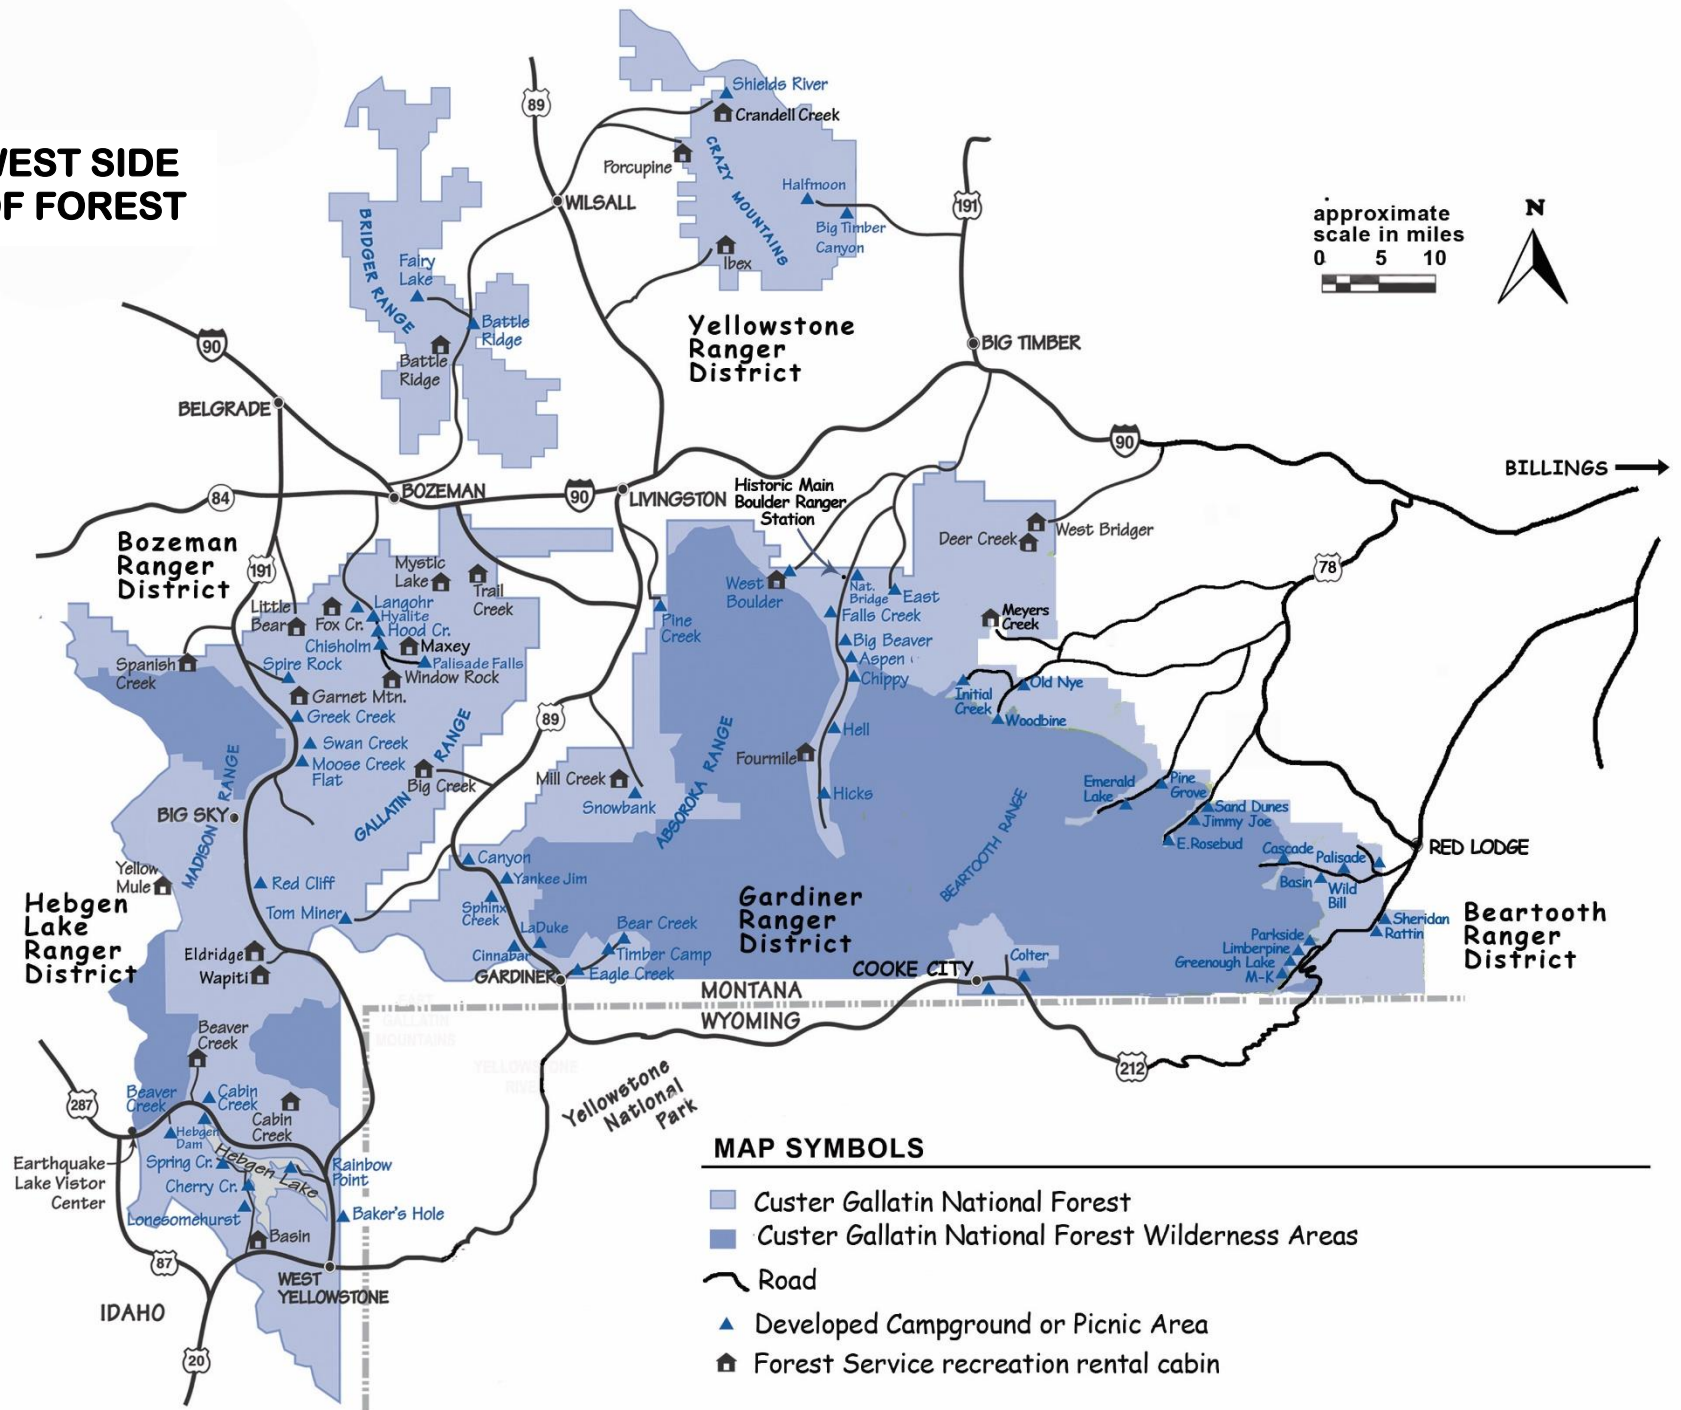 WEST SIDE
OF FOREST
89
Shields River
Crandell Creek
Porcupine
CRAZY MOUNTAINS
WILSALL
Halfmoon
Big Timber
Canyon
191
Ibex
approximate
scale in miles
0 5 10
N
BRIDGER RANGE
Fairy
Lake
Battle
Ridge
Battle
Ridge
Yellowstone
Ranger
District
BIG TIMBER
90
BELGRADE
90
BILLINGS
84
BOZEMAN
90
LIVINGSTON
Historic Main
Boulder Ranger
Station
West Bridger
Deer Creek
78
Bozeman
Ranger
District
191
Mystic
Lake
Trail
Creek
Little
Bear
Fox Cr.
Langohr
Hyalite
Hood Cr.
Chisholm
Maxey
Palisade Falls
Window Rock
Spanish
Creek
Spire Rock
Garnet Mtn.
Greek Creek
Swan Creek
Moose Creek
Flat
Pine
Creek
West
Boulder
Nat.
Bridge
East
Falls Creek
Big Beaver
Aspen
Chippy
Meyers
Creek
Initial
Creek
Old Nye
Woodbine
Hell
Fourmile
Hicks
89
Mill Creek
Snowbank
Big Creek
GALLATIN RANGE
MADISON RANGE
ABSOROKA RANGE
BEARTOOTH RANGE
BIG SKY
Emerald
Lake
Pine
Grove
Sand Dunes
Jimmy Joe
E.Rosebud
Cascade
Palisade
Basin
Wild
Bill
RED LODGE
Yellow
Mule
Red Cliff
Tom Miner
Canyon
Yankee Jim
Sphinx
Creek
LaDuke
Cinnabar
Bear Creek
Timber Camp
Eagle Creek
GARDINER
Gardiner
Ranger
District
COOKE CITY
Colter
Sheridan
Rattin
Parkside
Limberpine
Greenough Lake
M-K
Beartooth
Ranger
District
Hebgen
Lake
Ranger
District
Eldridge
Wapiti
MONTANA
WYOMING
EAST
GALLATIN
MOUNTAINS
YELLOWSTONE
RIVER
Yellowstone
National
Park
212
Beaver
Creek
287
Beaver
Creek
Cabin
Creek
Cabin
Creek
Hebgen
Dam
Hebgen Lake
Earthquake
Lake Vistor
Center
Spring Cr.
Cherry Cr.
Lonesomehurst
Rainbow
Point
Baker's Hole
Basin
87
WEST
YELLOWSTONE
IDAHO
20
MAP SYMBOLS
Custer Gallatin National Forest
Custer Gallatin National Forest Wilderness Areas
Road
Developed Campground or Picnic Area
Forest Service recreation rental cabin